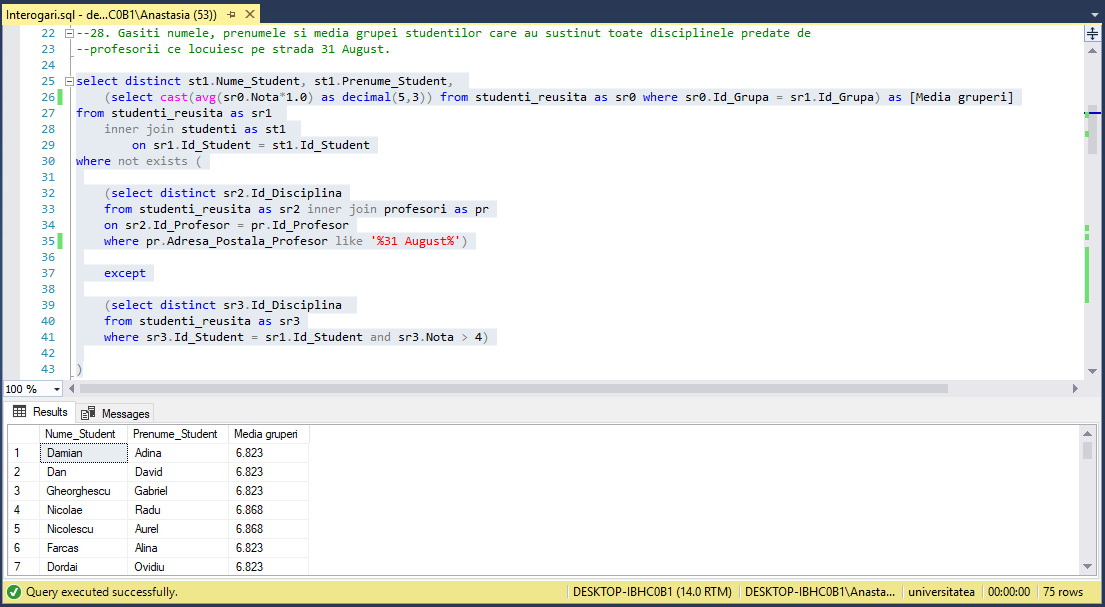 Interogari.sql - de...C0B1\Anastasia (53))
22 --28. Gasiti numele, prenumele si media grupei studentilor care au sustinut toate disciplinele predate de
23 --profesorii ce locuiesc pe strada 31 August.
24
25 select distinct st1.Nume_Student, st1.Prenume_Student,
26 (select cast(avg(sr0.Nota*1.0) as decimal(5,3)) from studenti_reusita as sr0 where sr0.Id_Grupa = sr1.Id_Grupa) as [Media gruperi]
27 from studenti_reusita as sr1
28 inner join studenti as st1
29 on sr1.Id_Student = st1.Id_Student
30 where not exists (
31
32 (select distinct sr2.Id_Disciplina
33 from studenti_reusita as sr2 inner join profesori as pr
34 on sr2.Id_Profesor = pr.Id_Profesor
35 where pr.Adresa_Postala_Profesor like '%31 August%')
36
37 except
38
39 (select distinct sr3.Id_Disciplina
40 from studenti_reusita as sr3
41 where sr3.Id_Student = sr1.Id_Student and sr3.Nota > 4)
42
43 )
100 %
Results Messages
Nume_Student Prenume_Student Media gruperi
1 Damian Adina 6.823
2 Dan David 6.823
3 Gheorghescu Gabriel 6.823
4 Nicolae Radu 6.868
5 Nicolescu Aurel 6.868
6 Farcas Alina 6.823
7 Dordai Ovidiu 6.823
Query executed successfully. DESKTOP-IBHC0B1 (14.0 RTM) DESKTOP-IBHC0B1\Anasta... universitatea 00:00:00 75 rows